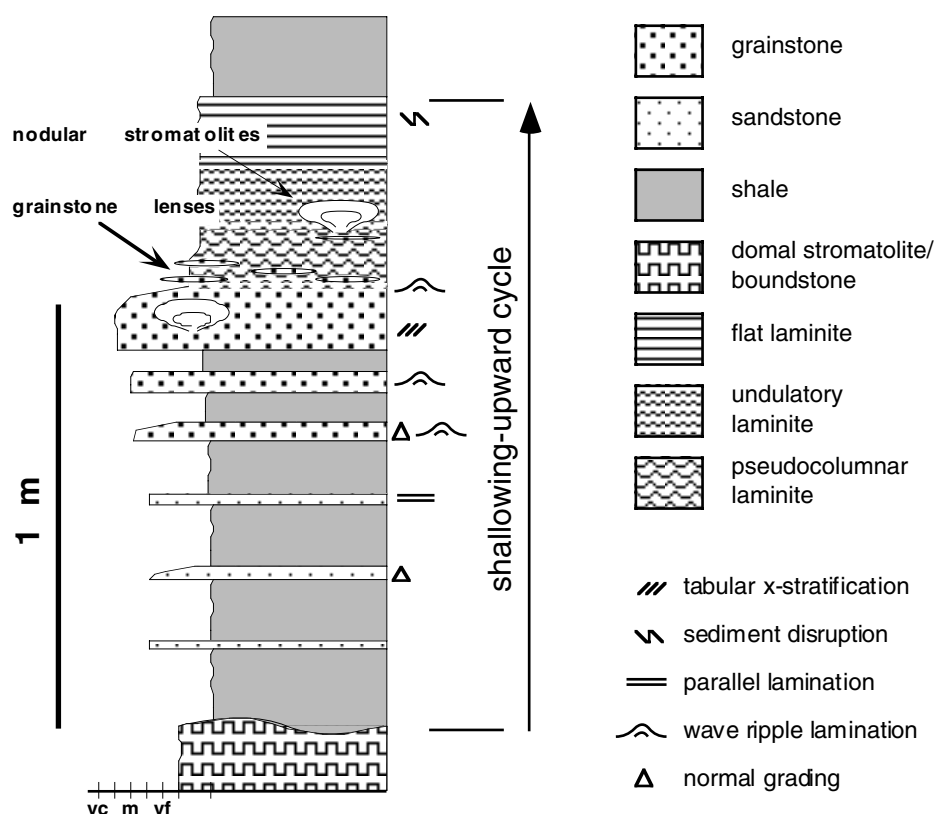 nodular stromatolites
grainstone lenses
1 m
vc m vf
shallowing-upward cycle
grainstone
sandstone
shale
domal stromatolite/
boundstone
flat laminite
undulatory
laminite
pseudocolumnar
laminite
tabular x-stratification
sediment disruption
parallel lamination
wave ripple lamination
normal grading